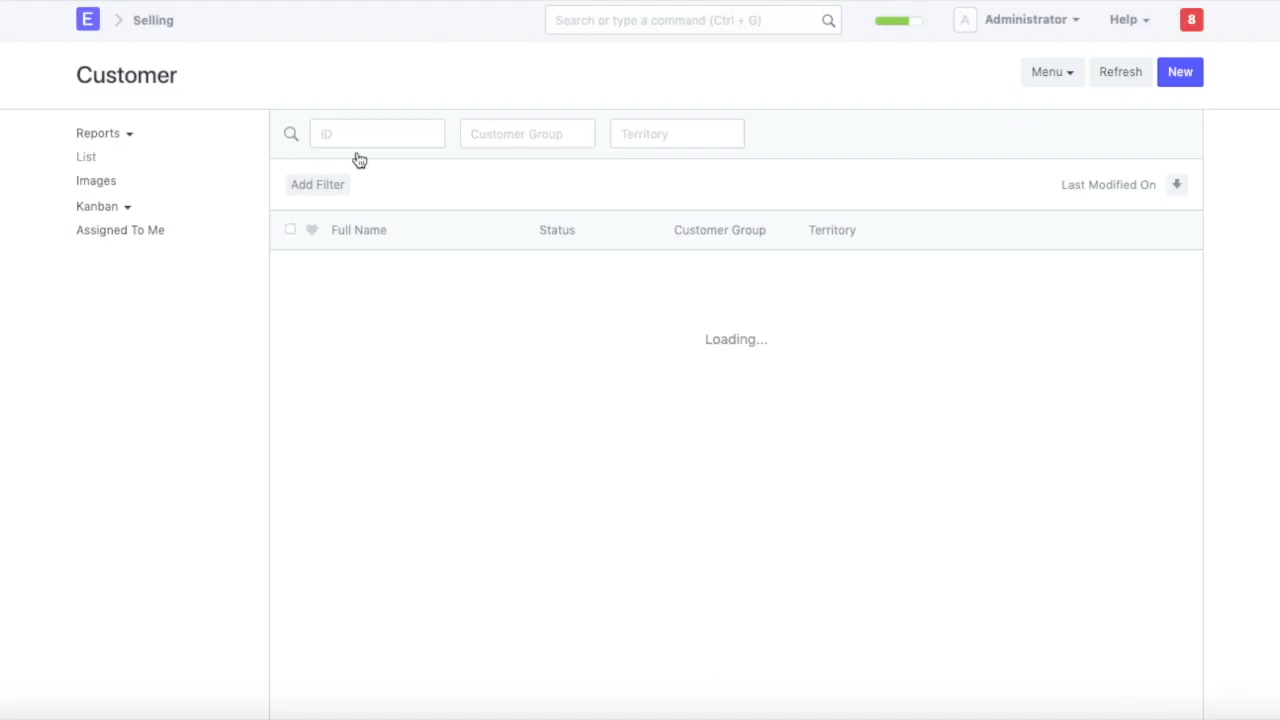 E Selling Search or type a command (Ctrl + G) A Administrator Help 8
Customer Menu Refresh New
Reports ID Customer Group Territory
List
Images Add Filter Last Modified On
Kanban
Assigned To Me Full Name Status Customer Group Territory
Loading...